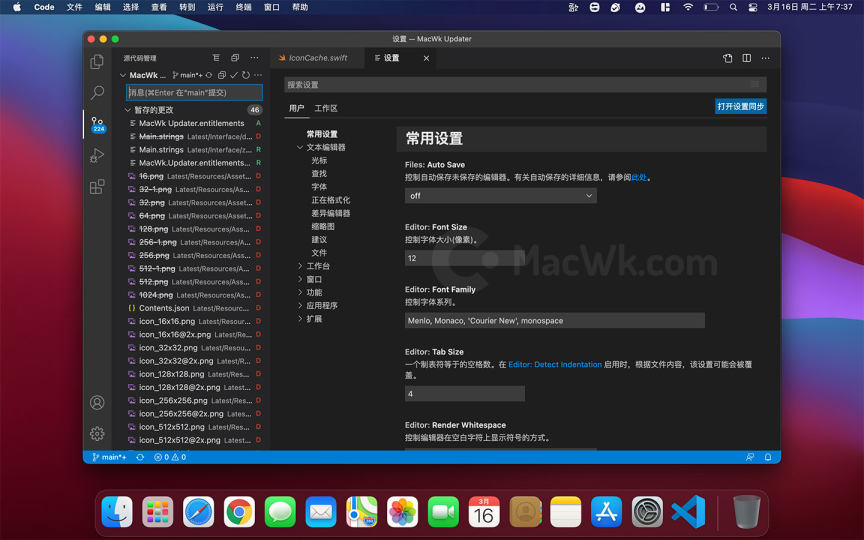 Code 文件 编辑 选择 查看 转到 运行 终端 窗口 帮助 3月16日 周二 上午7:37
设置 — MacWk Updater
源代码管理
MacWk ... main*+
消息(⌘Enter 在"main"提交)
暂存的更改 46
MacWk Updater.entitlements A
Main.strings Latest/Interface/d... D
Main.strings Latest/Interface/z... R
MacWk.Updater.entitlements... R
16.png Latest/Resources/Asset... D
32-1.png Latest/Resources/As... D
32.png Latest/Resources/Asset... D
64.png Latest/Resources/Asset... D
128.png Latest/Resources/Ass... D
256-1.png Latest/Resources/A... D
256.png Latest/Resources/Ass... D
512-1.png Latest/Resources/A... D
512.png Latest/Resources/Ass... D
1024.png Latest/Resources/As... D
{} Contents.json Latest/Resourc... D
icon_16x16.png Latest/Resour... D
icon_16x16@2x.png Latest/Re... D
icon_32x32.png Latest/Resou... D
icon_32x32@2x.png Latest/R... D
icon_128x128.png Latest/Res... D
icon_128x128@2x.png Latest/... D
icon_256x256.png Latest/Res... D
icon_256x256@2x.png Latest/... D
icon_512x512.png Latest/Res... D
icon_512x512@2x.png Latest/... D
224
IconCache.swift
设置
搜索设置
用户 工作区
打开设置同步
常用设置
文本编辑器
光标
查找
字体
正在格式化
差异编辑器
缩略图
建议
文件
工作台
窗口
功能
应用程序
扩展
常用设置
Files: Auto Save
控制自动保存未保存的编辑器。有关自动保存的详细信息，请参阅此处。
off
Editor: Font Size
控制字体大小(像素)。
12
Editor: Font Family
控制字体系列。
Menlo, Monaco, 'Courier New', monospace
Editor: Tab Size
一个制表符等于的空格数。在 Editor: Detect Indentation 启用时，根据文件内容，该设置可能会被覆
盖。
4
Editor: Render Whitespace
控制编辑器在空白字符上显示符号的方式。
MacWk.com
main*+ 0 0
3月
16